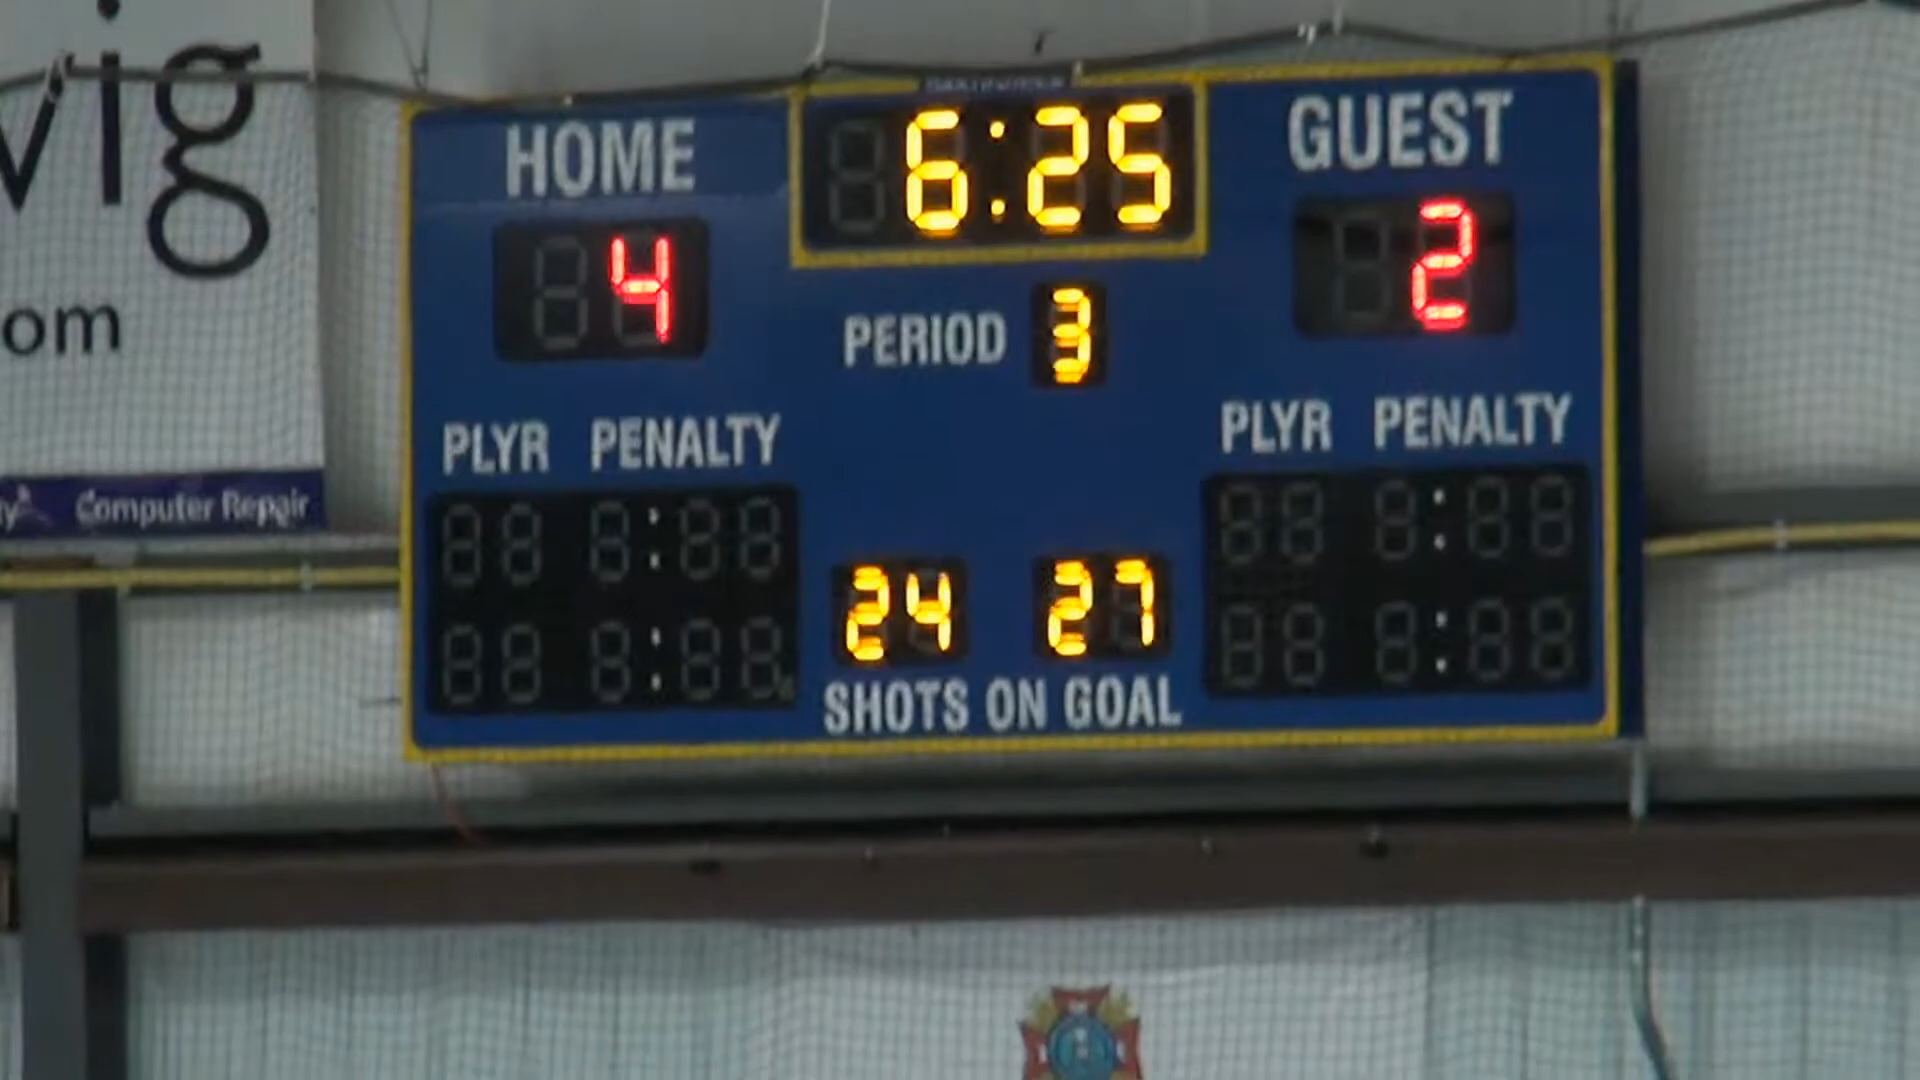 vig
om
Computer Repair
HOME 6:25 GUEST
4 2
PERIOD 3
PLYR PENALTY PLYR PENALTY
24 27
SHOTS ON GOAL